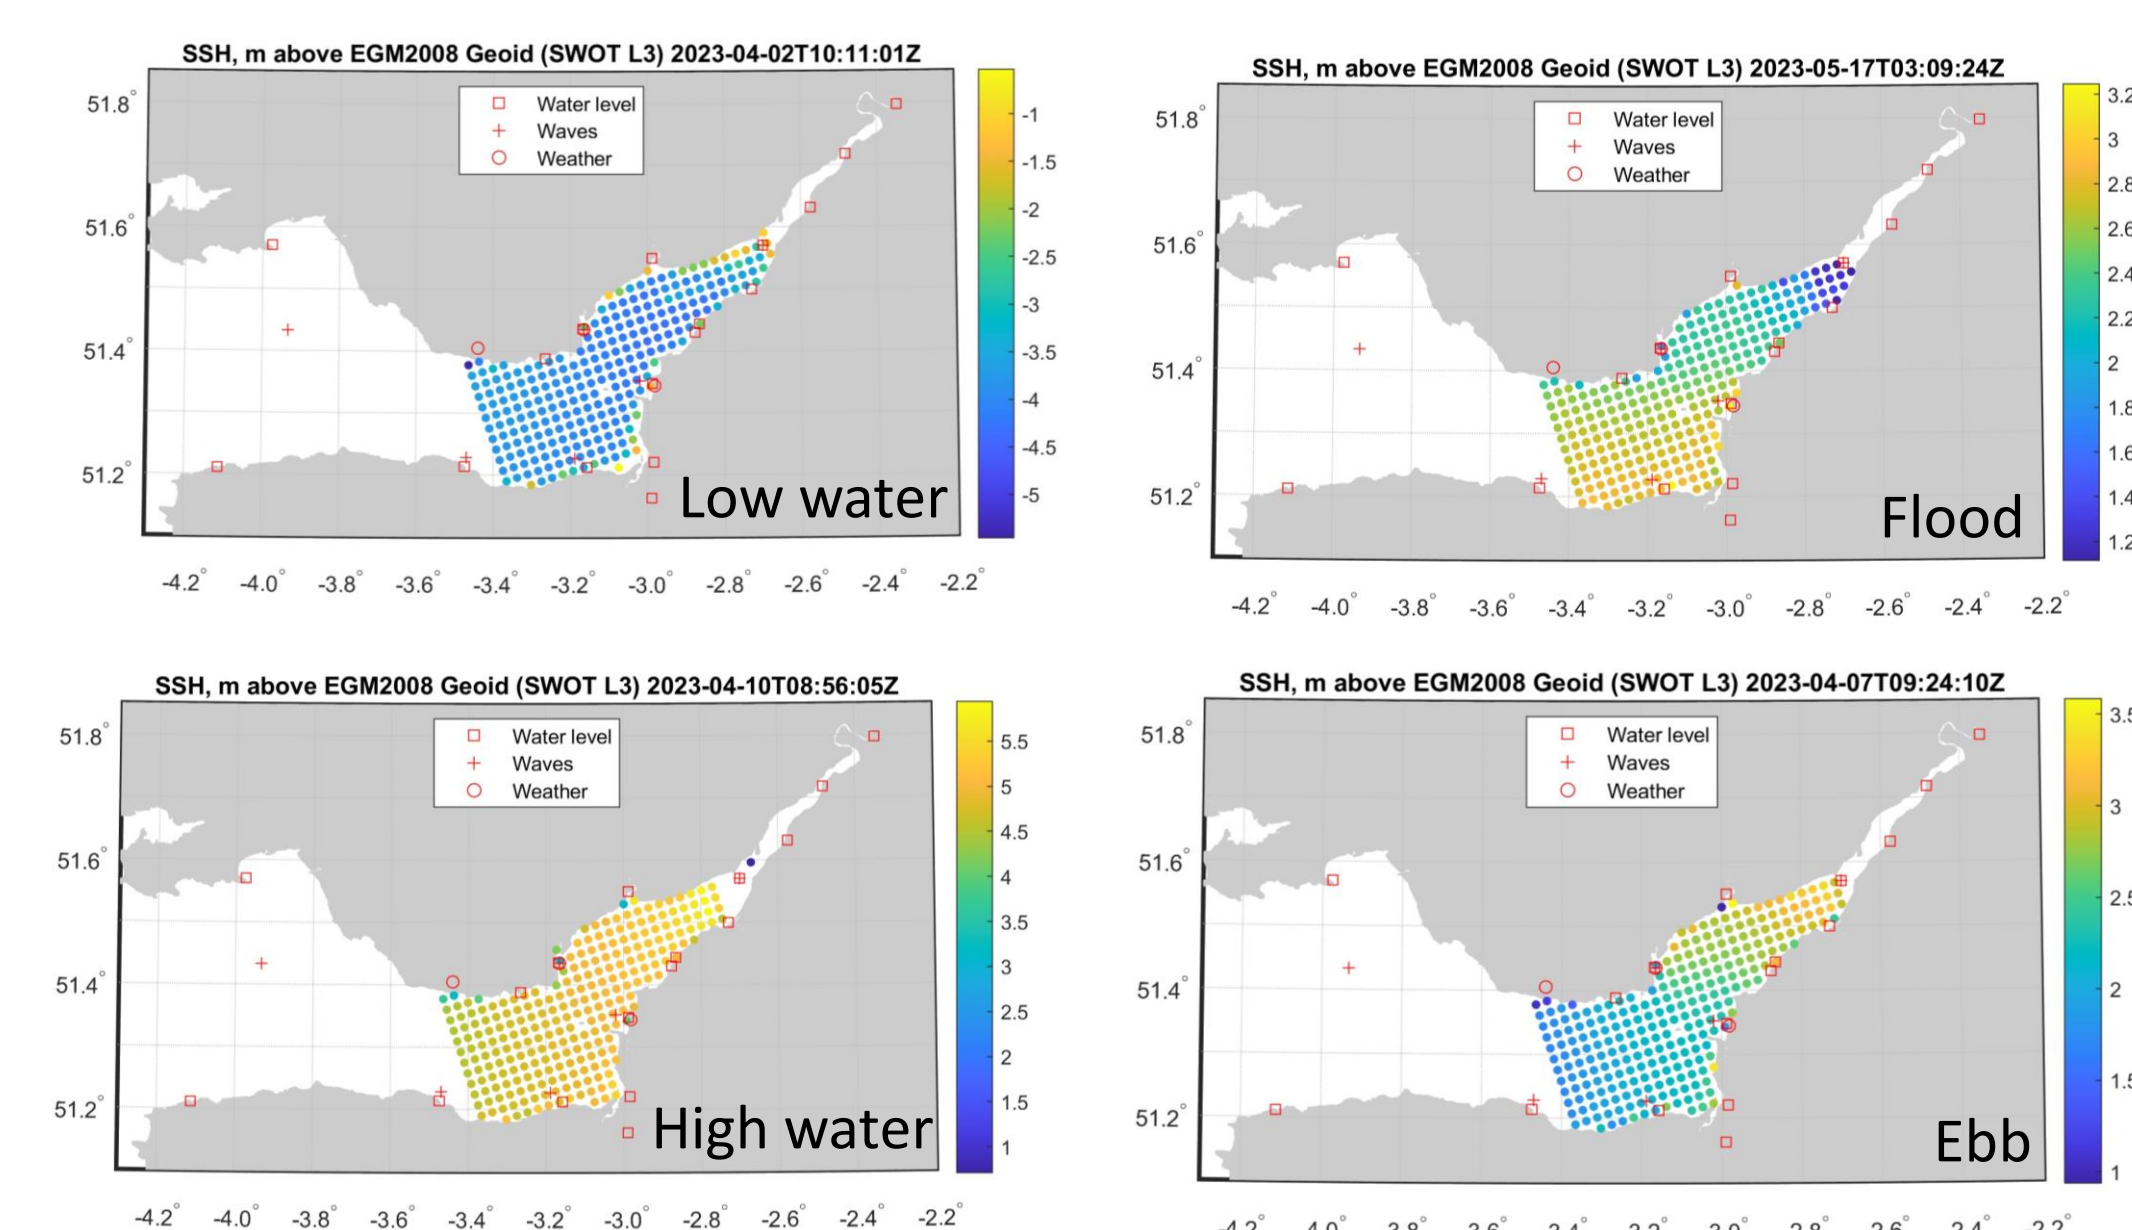 SSH, m above EGM2008 Geoid (SWOT L3) 2023-04-02T10:11:01Z
Water level
Waves
Weather
51.8°
51.6°
51.4°
51.2°
-4.2° -4.0° -3.8° -3.6° -3.4° -3.2° -3.0° -2.8° -2.6° -2.4° -2.2°
-1
-1.5
-2
-2.5
-3
-3.5
-4
-4.5
-5
Low water
SSH, m above EGM2008 Geoid (SWOT L3) 2023-05-17T03:09:24Z
Water level
Waves
Weather
51.8°
51.6°
51.4°
51.2°
-4.2° -4.0° -3.8° -3.6° -3.4° -3.2° -3.0° -2.8° -2.6° -2.4° -2.2°
3.2
3
2.8
2.6
2.4
2.2
2
1.8
1.6
1.4
1.2
Flood
SSH, m above EGM2008 Geoid (SWOT L3) 2023-04-10T08:56:05Z
Water level
Waves
Weather
51.8°
51.6°
51.4°
51.2°
-4.2° -4.0° -3.8° -3.6° -3.4° -3.2° -3.0° -2.8° -2.6° -2.4° -2.2°
5.5
5
4.5
4
3.5
3
2.5
2
1.5
1
High water
SSH, m above EGM2008 Geoid (SWOT L3) 2023-04-07T09:24:10Z
Water level
Waves
Weather
51.8°
51.6°
51.4°
51.2°
3.5
3
2.5
2
1.5
1
Ebb